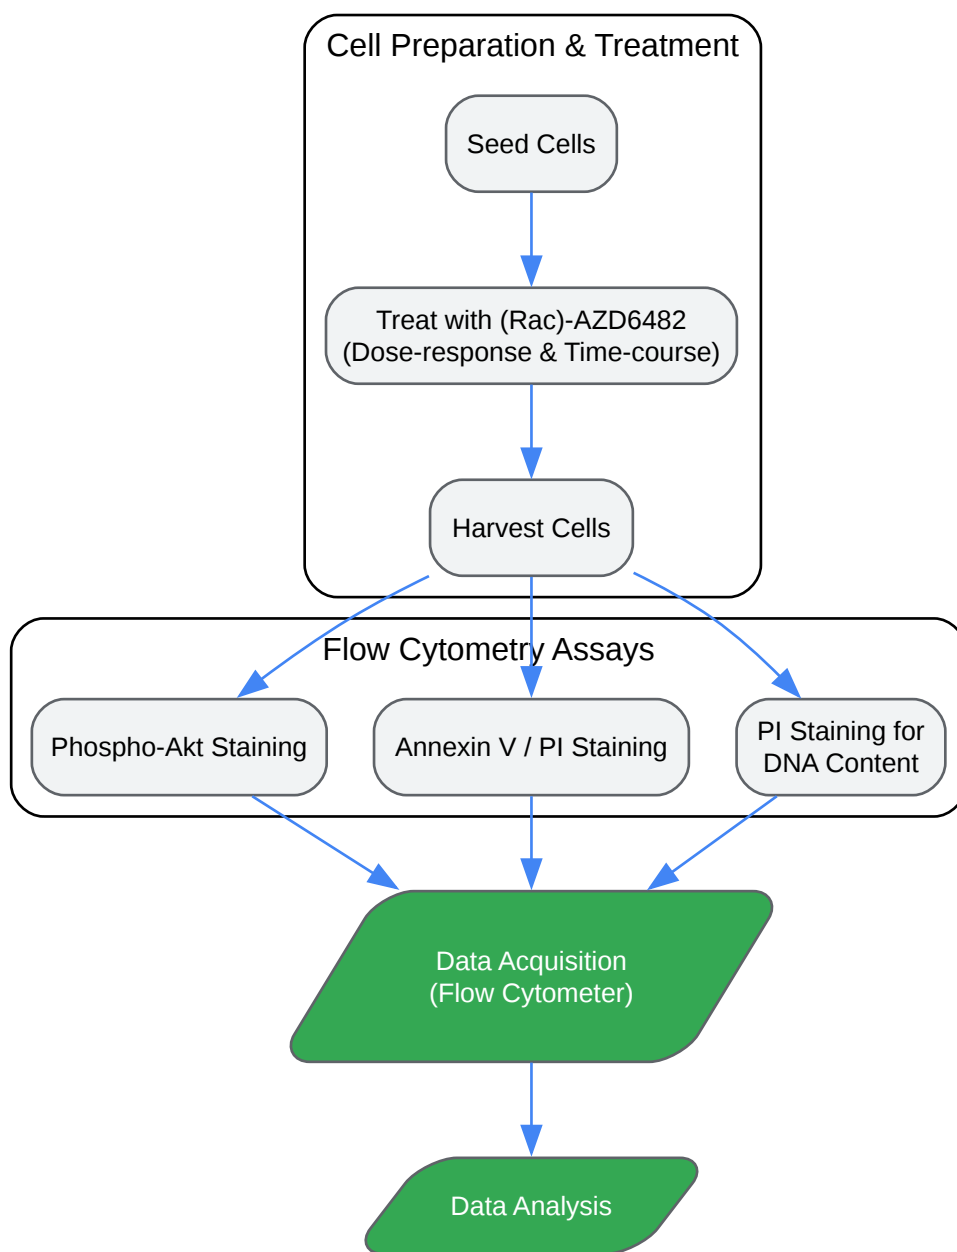 Cell Preparation & Treatment
Seed Cells
Treat with (Rac)-AZD6482
(Dose-response & Time-course)
Harvest Cells
Flow Cytometry Assays
Phospho-Akt Staining
Annexin V / PI Staining
PI Staining for
DNA Content
Data Acquisition
(Flow Cytometer)
Data Analysis